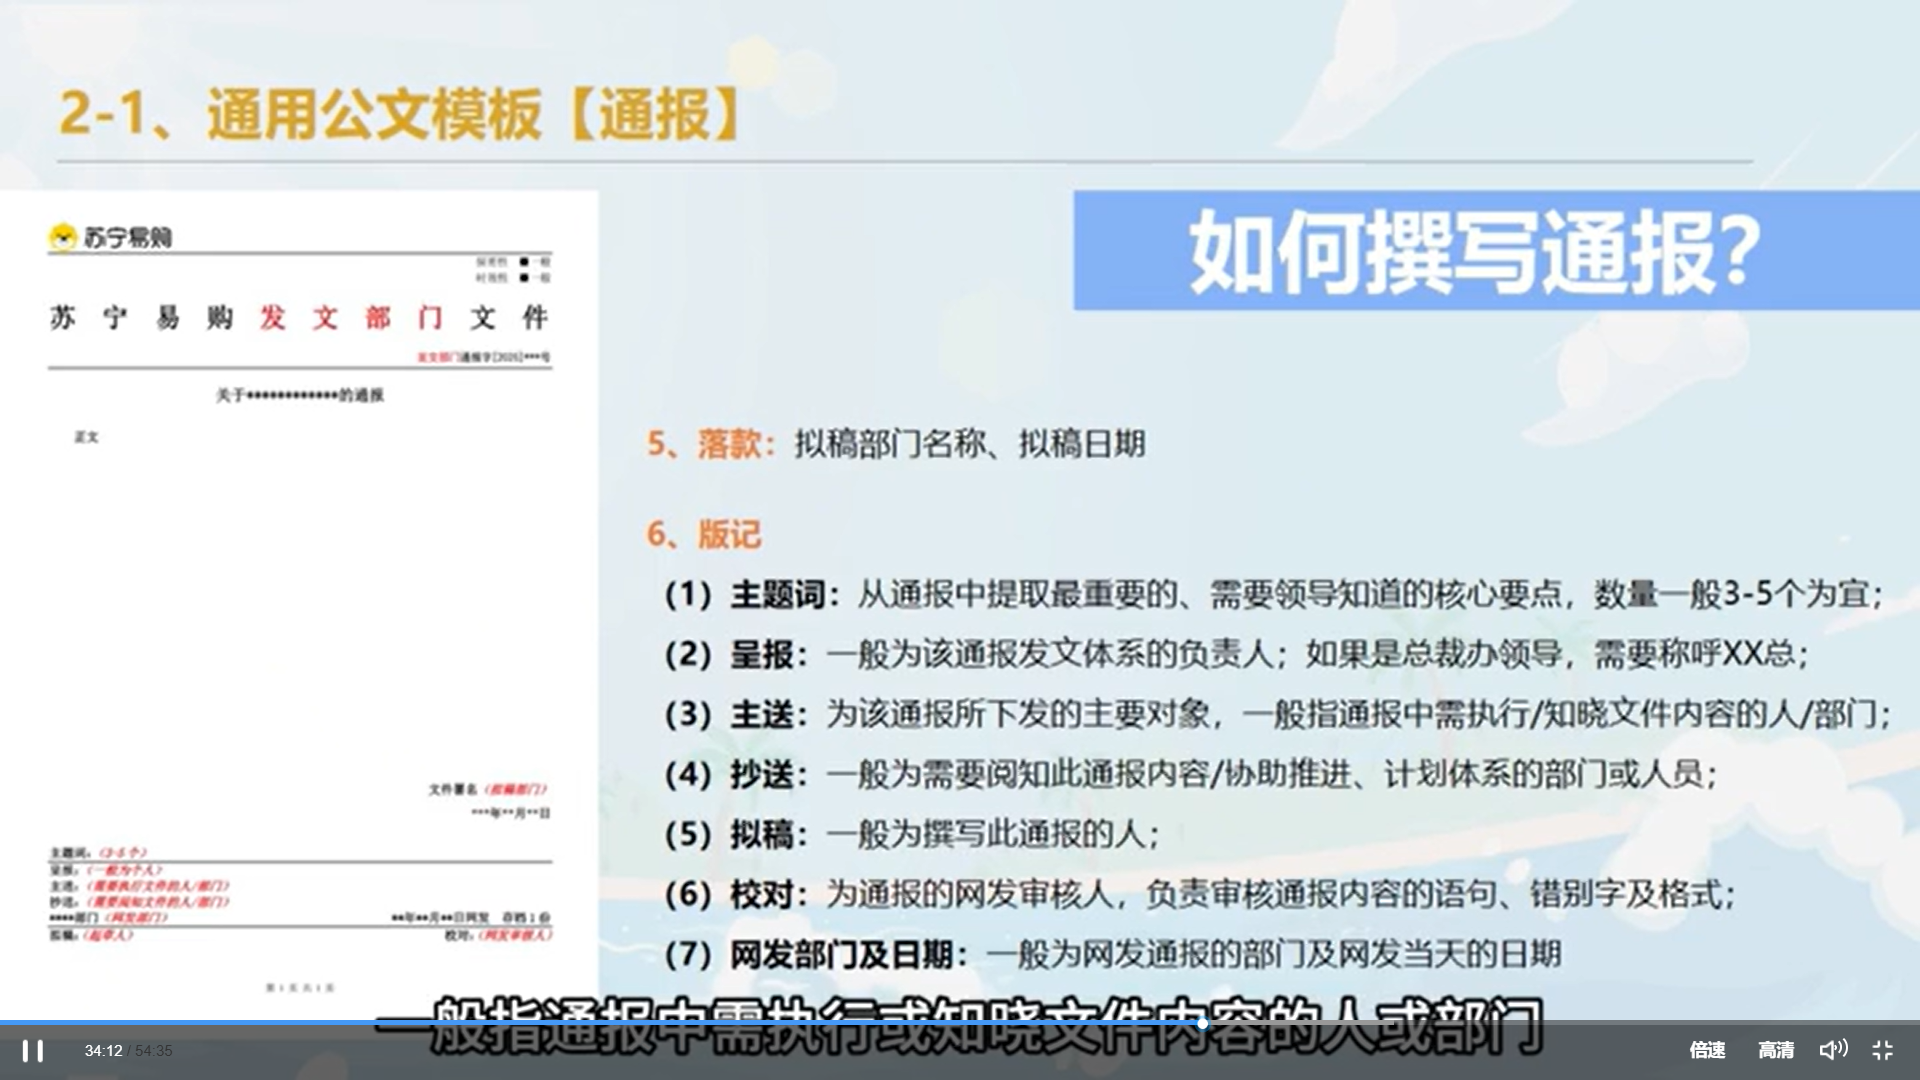 2-1、通用公文模板【通报】
苏宁易购
保密性 ■一般
时效性 ■一般
苏宁易购发文部门文件
发文部门通报字[2025]***号
关于************的通报
正文
文件署名（拟稿部门）
***年**月**日
主题词：（3-5个）
呈报：（一般为个人）
主送：（需要执行文件的人/部门）
抄送：（需要阅知文件的人/部门）
****部门（网发部门） **年**月**日网发 存档1份
拟稿：（起草人） 校对：（网发审核人）
第1页 共1页
如何撰写通报？
5、落款：拟稿部门名称、拟稿日期
6、版记
（1）主题词：从通报中提取最重要的、需要领导知道的核心要点，数量一般3-5个为宜；
（2）呈报：一般为该通报发文体系的负责人；如果是总裁办领导，需要称呼XX总；
（3）主送：为该通报所下发的主要对象，一般指通报中需执行/知晓文件内容的人/部门；
（4）抄送：一般为需要阅知此通报内容/协助推进、计划体系的部门或人员；
（5）拟稿：一般为撰写此通报的人；
（6）校对：为通报的网发审核人，负责审核通报内容的语句、错别字及格式；
（7）网发部门及日期：一般为网发通报的部门及网发当天的日期
一般指通报中需执行或知晓文件内容的人或部门
34:12 / 54:35
倍速 高清